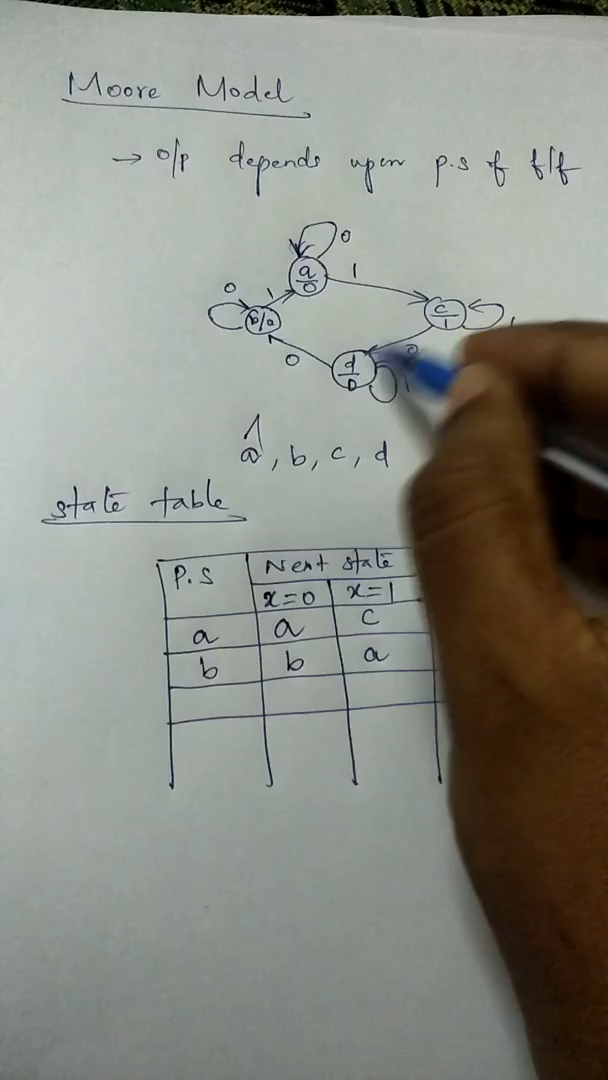 Moore Model
→ o/p depends upon p.s of f/f
0
a/0 1
0 1
b/0 c/1
0 0
d/0 1
a, b, c, d
state table
P.S Next state
x=0 x=1
a a c
b b a